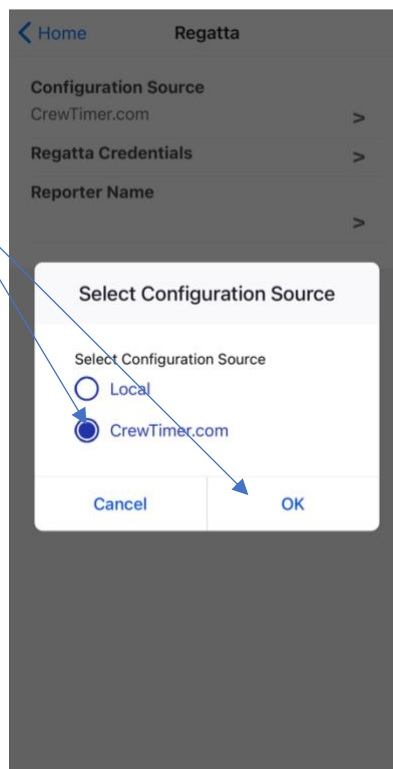 Home Regatta
Configuration Source
CrewTimer.com >
Regatta Credentials >
Reporter Name
>
Select Configuration Source
Select Configuration Source
Local
CrewTimer.com
Cancel OK